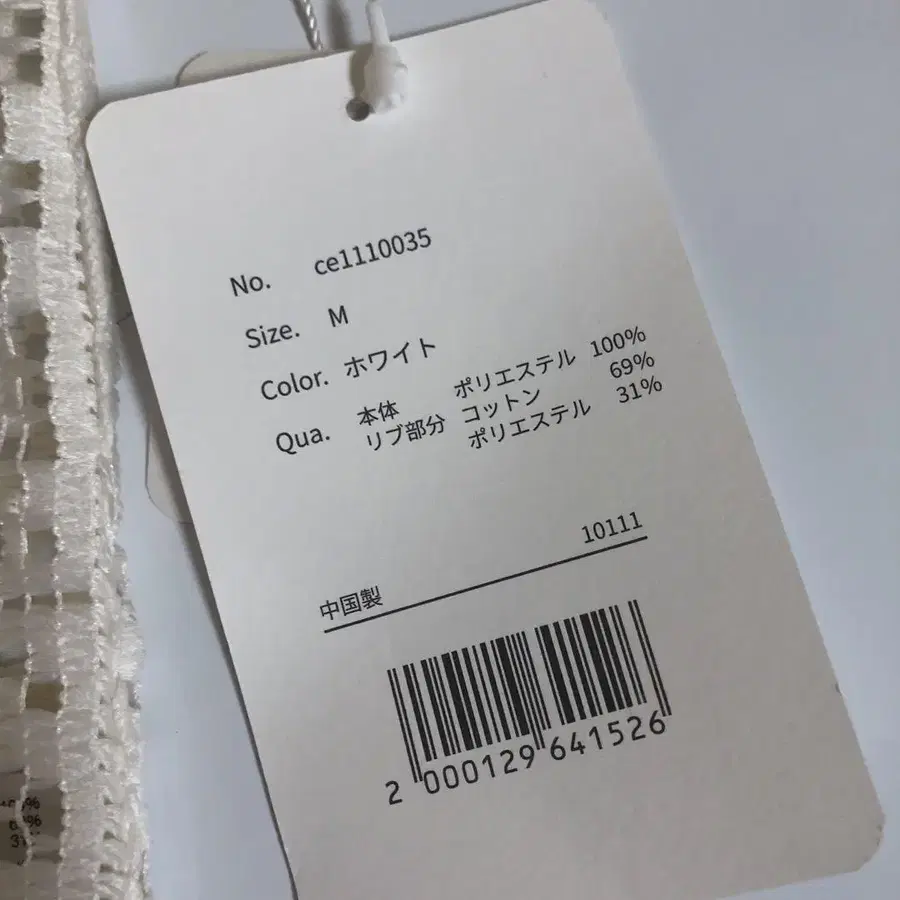 No. ce1110035
Size. M
Color. ホワイト
Qua. 本体 ポリエステル 100%
リブ部分 コットン 69%
ポリエステル 31%
10111
中国製
2 000129 641526